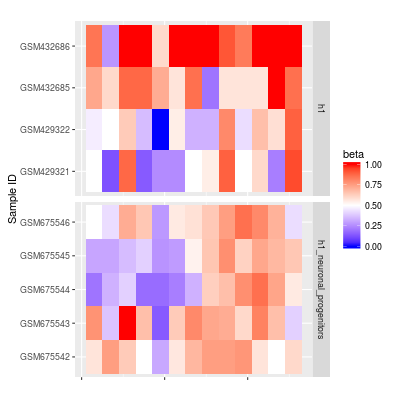 GSM432686
GSM432685
GSM429322
GSM429321
h1
GSM675546
GSM675545
GSM675544
GSM675543
GSM675542
h1_neuronal_progenitors
Sample ID
beta
1.00
0.75
0.50
0.25
0.00